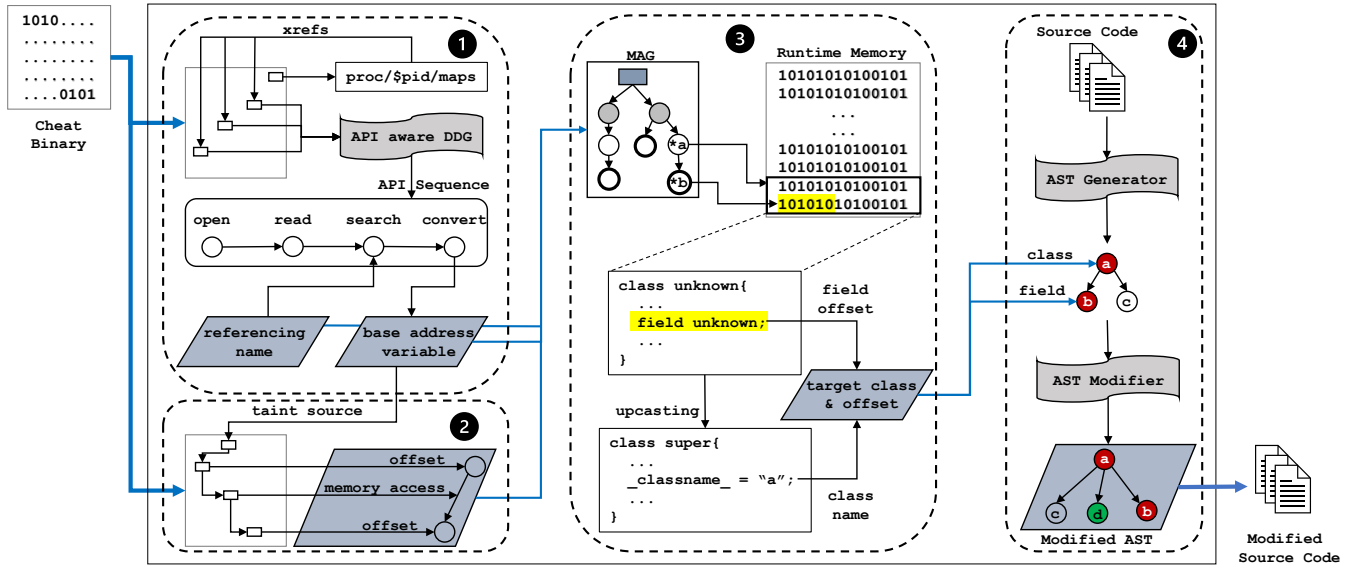 1010....
........
........
........
....0101
Cheat
Binary
1
xrefs
proc/$pid/maps
API aware DDG
API Sequence
open
read
search
convert
referencing
name
base address
variable
taint source
2
offset
memory access
offset
3
MAG
*a
*b
Runtime Memory
10101010100101
10101010100101
...
...
10101010100101
10101010100101
10101010100101
10101010100101
class unknown{
...
field unknown;
...
}
field
offset
upcasting
target class
& offset
class super{
...
_classname_ = “a”;
...
}
class
name
4
Source Code
AST Generator
class
a
field
b
c
AST Modifier
a
c
d
b
Modified AST
Modified
Source Code